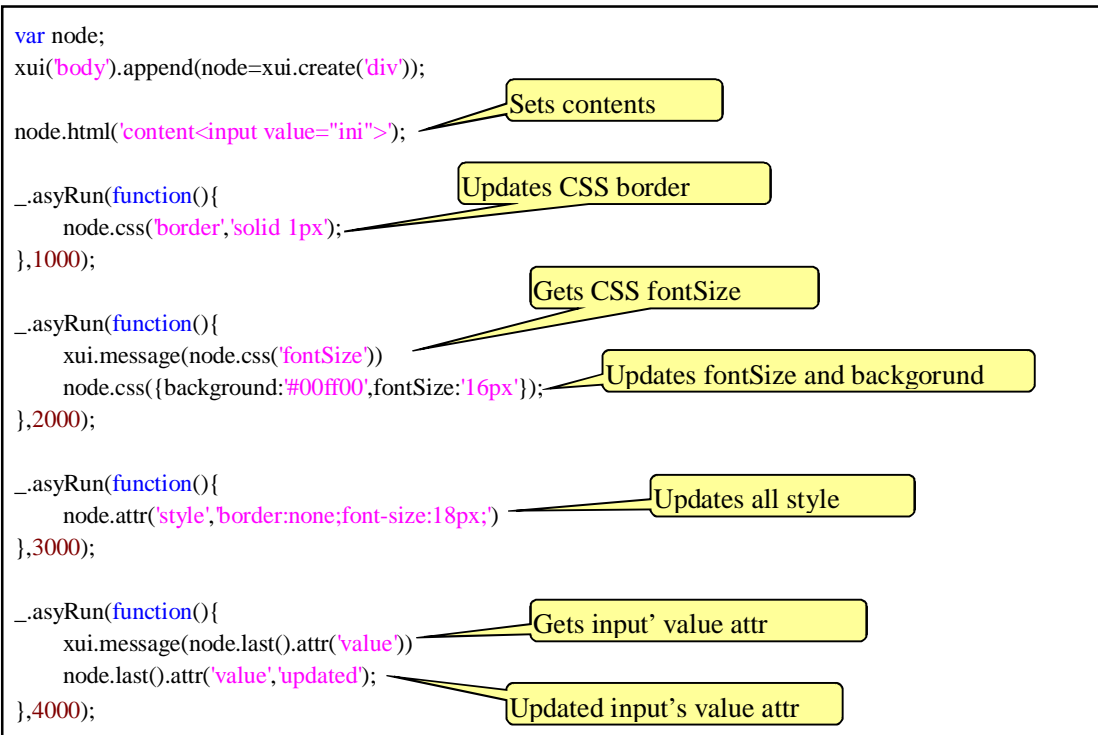 var node;
xui('body').append(node=xui.create('div'));
Sets contents
node.html('content<input value="ini">');
Updates CSS border
_.asyRun(function(){
node.css('border','solid 1px');
},1000);
Gets CSS fontSize
_.asyRun(function(){
xui.message(node.css('fontSize'))
Updates fontSize and backgorund
node.css({background:'#00ff00',fontSize:'16px'});
},2000);
_.asyRun(function(){
Updates all style
node.attr('style','border:none;font-size:18px;')
},3000);
_.asyRun(function(){
Gets input’ value attr
xui.message(node.last().attr('value'))
node.last().attr('value','updated');
Updated input’s value attr
},4000);